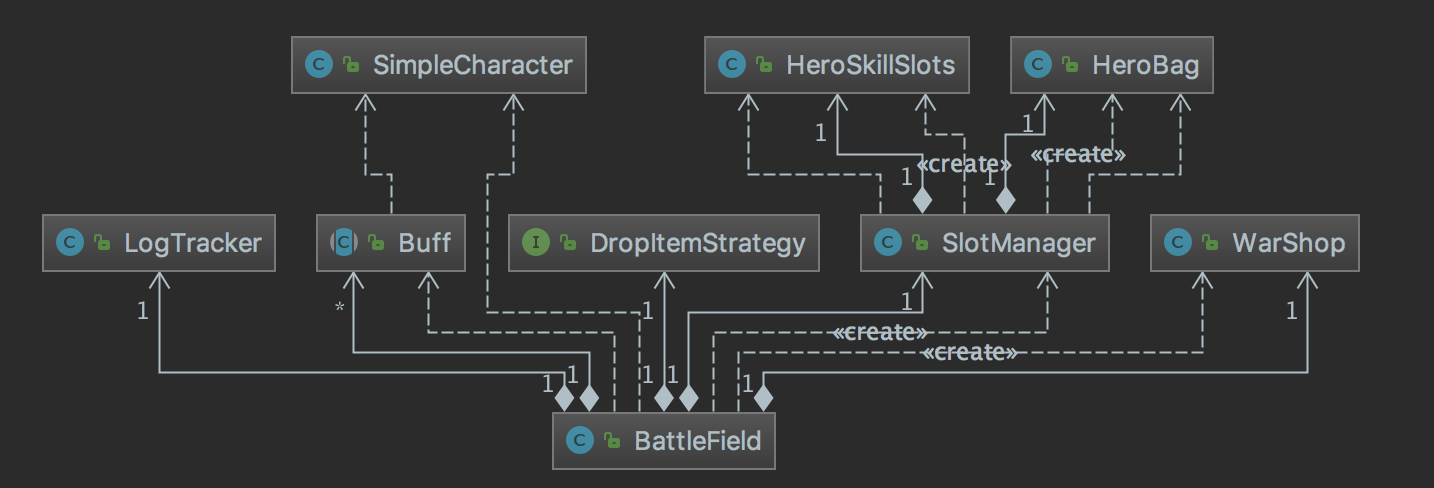 C SimpleCharacter
C HeroSkillSlots
C HeroBag
1
1
«create»
«create»
1
1
C LogTracker
C Buff
I DropItemStrategy
C SlotManager
C WarShop
1
*
1
1
1
«create»
«create»
1
1
1
1
1
C BattleField